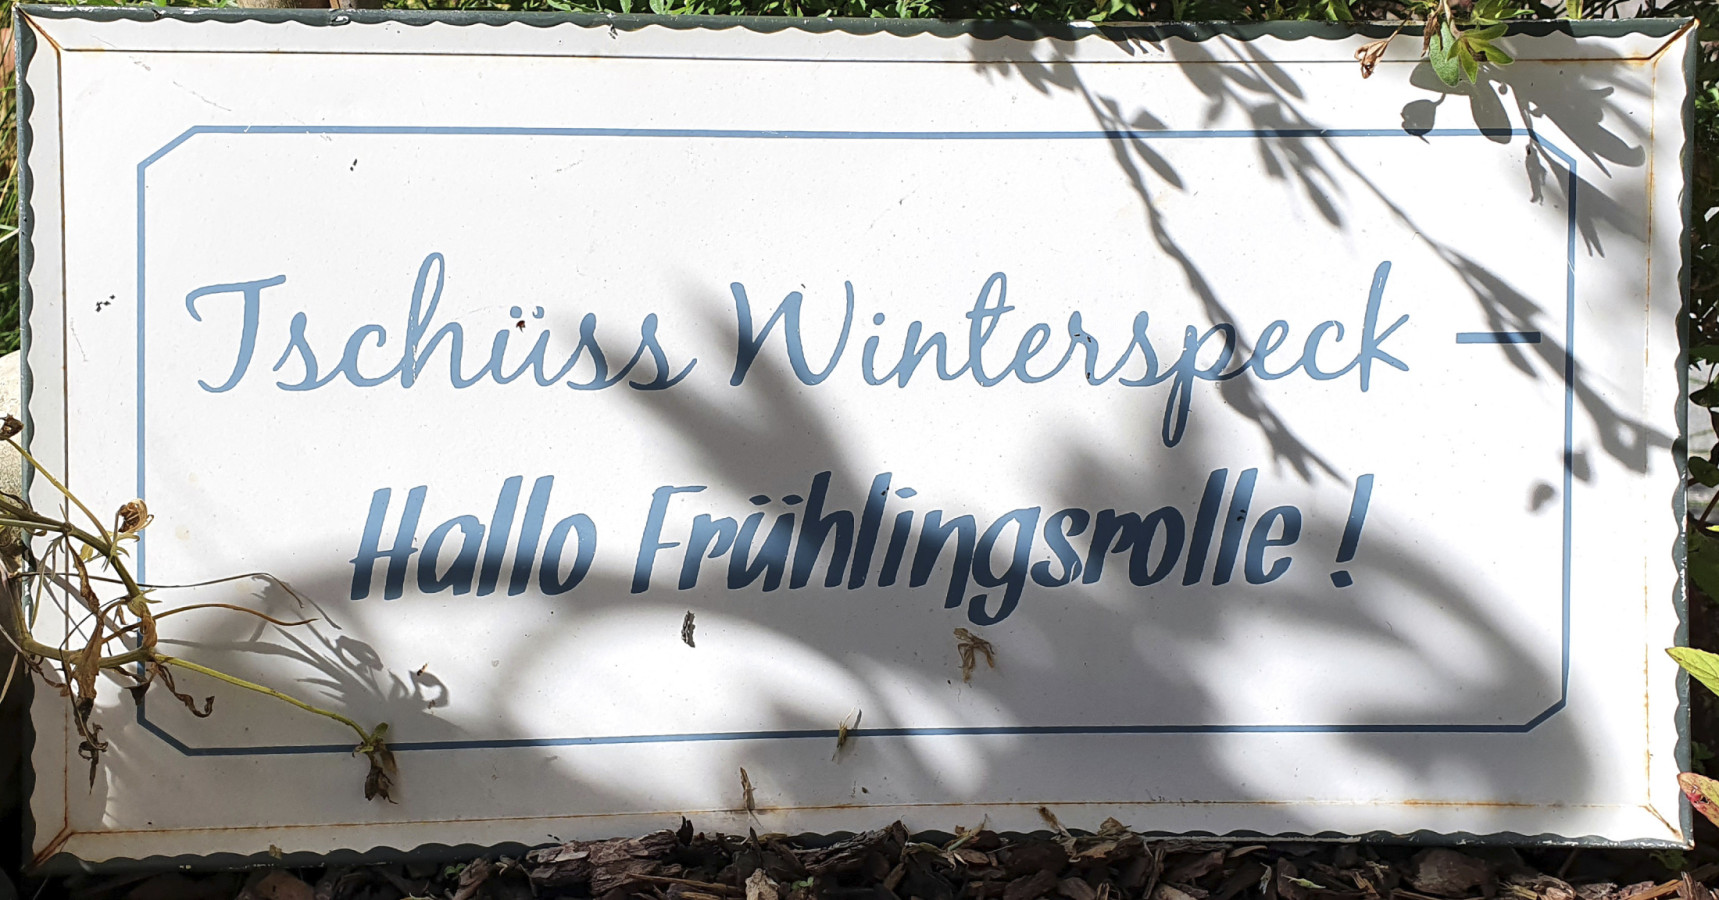 Tschüss Winterspeck –
Hallo Frühlingsrolle !